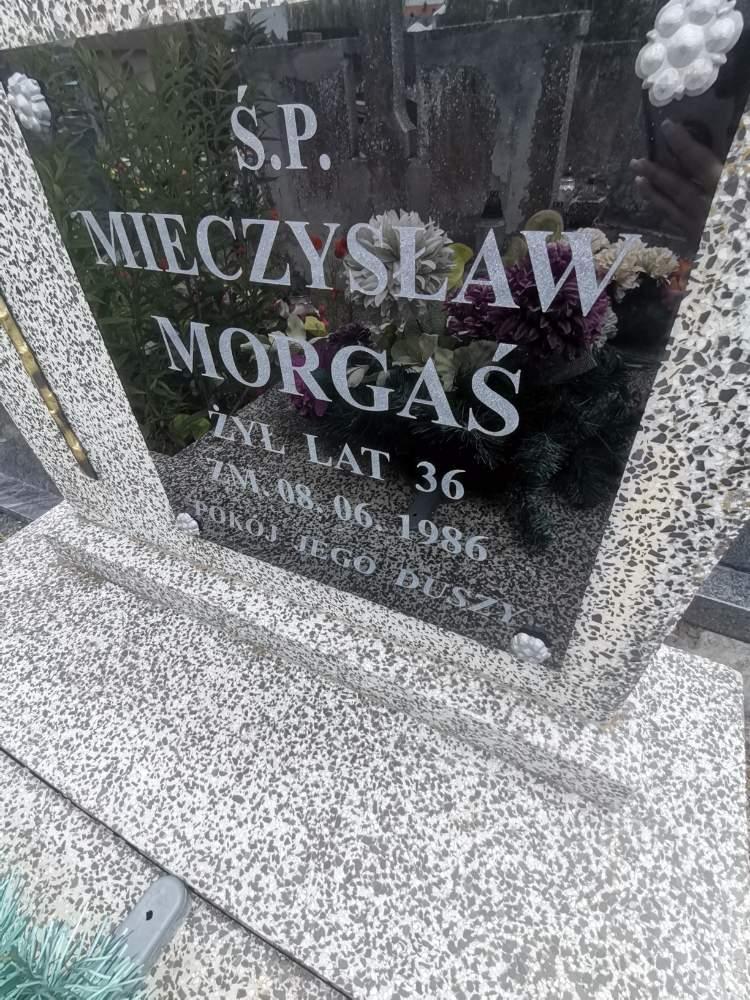 Ś.P.
MIECZYSŁAW
MORGAŚ
ŻYŁ LAT 36
ZM. 08. 06. 1986
POKÓJ JEGO DUSZY